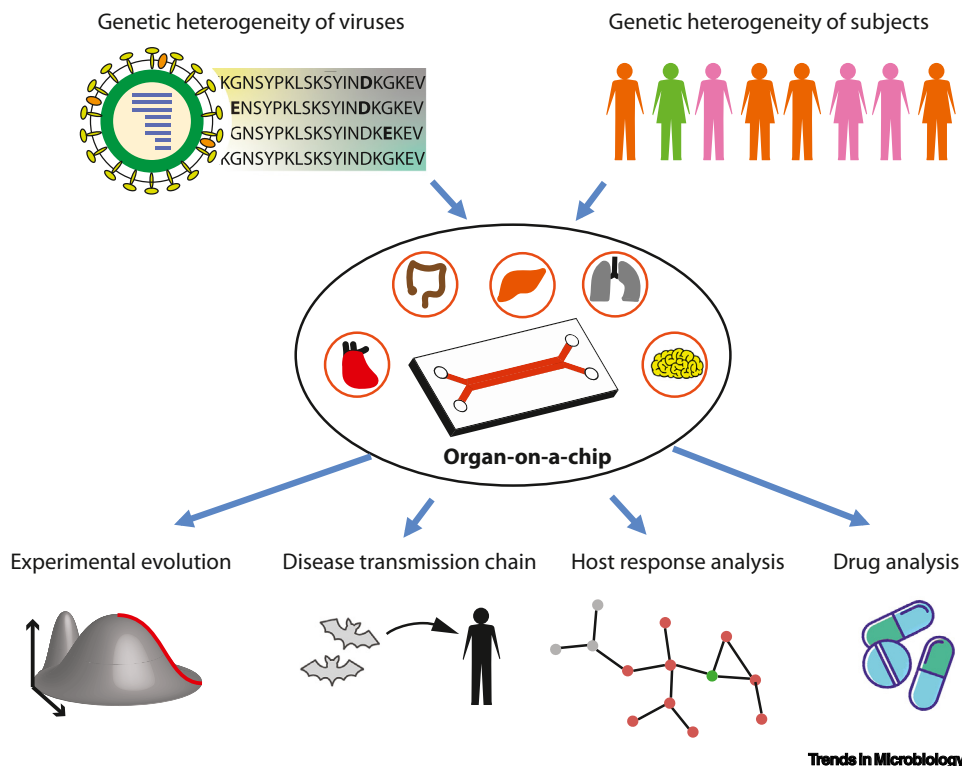 Genetic heterogeneity of viruses
Genetic heterogeneity of subjects
KGNSYPKLSKSYINDKGKEV
ENSYPKLSKSYINDKGKEV
GNSYPKLSKSYINDKEKEV
KGNSYPKLSKSYINDKGKEV
Organ-on-a-chip
Experimental evolution
Disease transmission chain
Host response analysis
Drug analysis
Trends in Microbiology